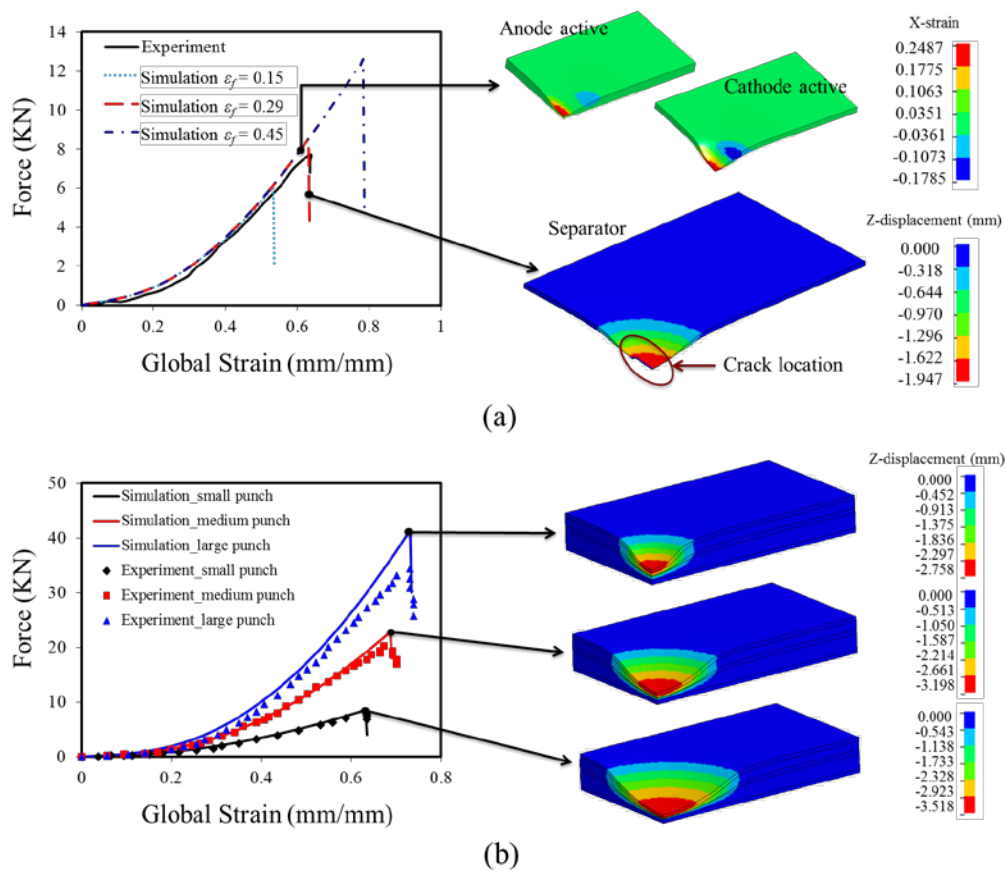 14
12
10
8
6
4
2
0
Force (KN)
Experiment
Simulation εf = 0.15
Simulation εf = 0.29
Simulation εf = 0.45
0 0.2 0.4 0.6 0.8 1
Global Strain (mm/mm)
Anode active
Cathode active
Separator
Crack location
X-strain
0.2487
0.1775
0.1063
0.0351
-0.0361
-0.1073
-0.1785
Z-displacement (mm)
0.000
-0.318
-0.644
-0.970
-1.296
-1.622
-1.947
(a)
50
40
30
20
10
0
Force (KN)
Simulation_small punch
Simulation_medium punch
Simulation_large punch
Experiment_small punch
Experiment_medium punch
Experiment_large punch
0 0.2 0.4 0.6 0.8
Global Strain (mm/mm)
Z-displacement (mm)
0.000
-0.452
-0.913
-1.375
-1.836
-2.297
-2.758
0.000
-0.513
-1.050
-1.587
-2.214
-2.661
-3.198
0.000
-0.543
-1.138
-1.733
-2.328
-2.923
-3.518
(b)